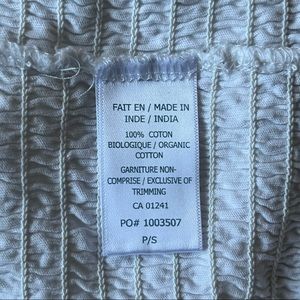 FAIT EN / MADE IN
INDE / INDIA
100% COTON
BIOLOGIQUE / ORGANIC
COTTON
GARNITURE NON-
COMPRISE / EXCLUSIVE OF
TRIMMING
CA 01241
PO# 1003507
P/S